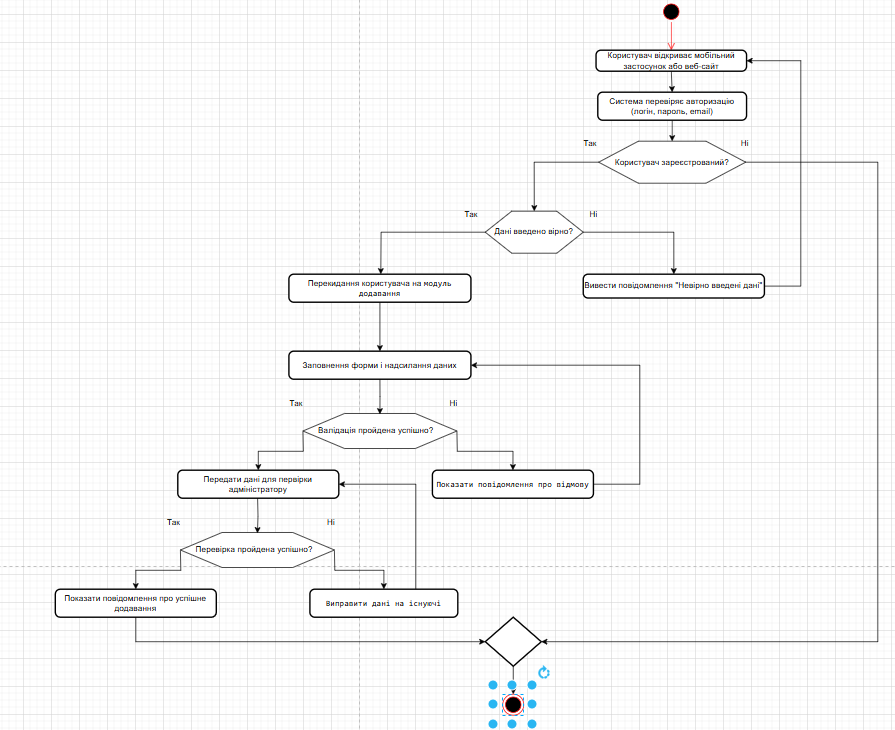 Користувач відкриває мобільний
застосунок або веб-сайт
Система перевіряє авторизацію
(логін, пароль, email)
Так
Ні
Користувач зареєстрований?
Так
Ні
Дані введено вірно?
Перекидання користувача на модуль
додавання
Вивести повідомлення "Невірно введені дані"
Заповнення форми і надсилання даних
Так
Ні
Валідація пройдена успішно?
Передати дані для первірки
адміністратору
Показати повідомлення про відмову
Так
Ні
Перевірка пройдена успішно?
Показати повідомлення про успішне
додавання
Виправити дані на існуючі